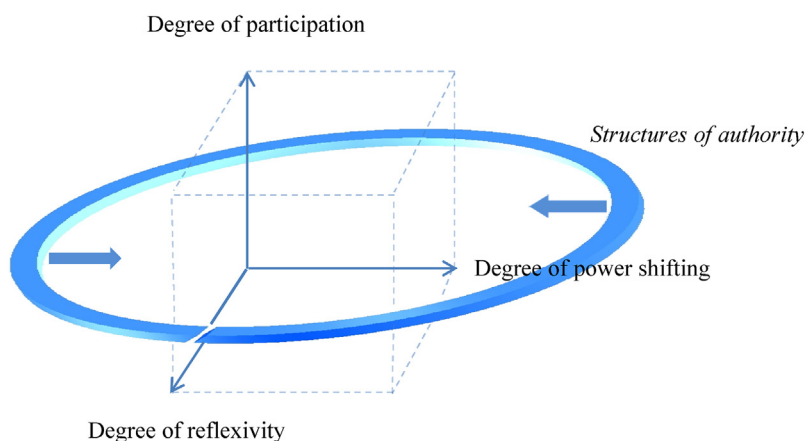 Degree of participation
Structures of authority
Degree of power shifting
Degree of reflexivity